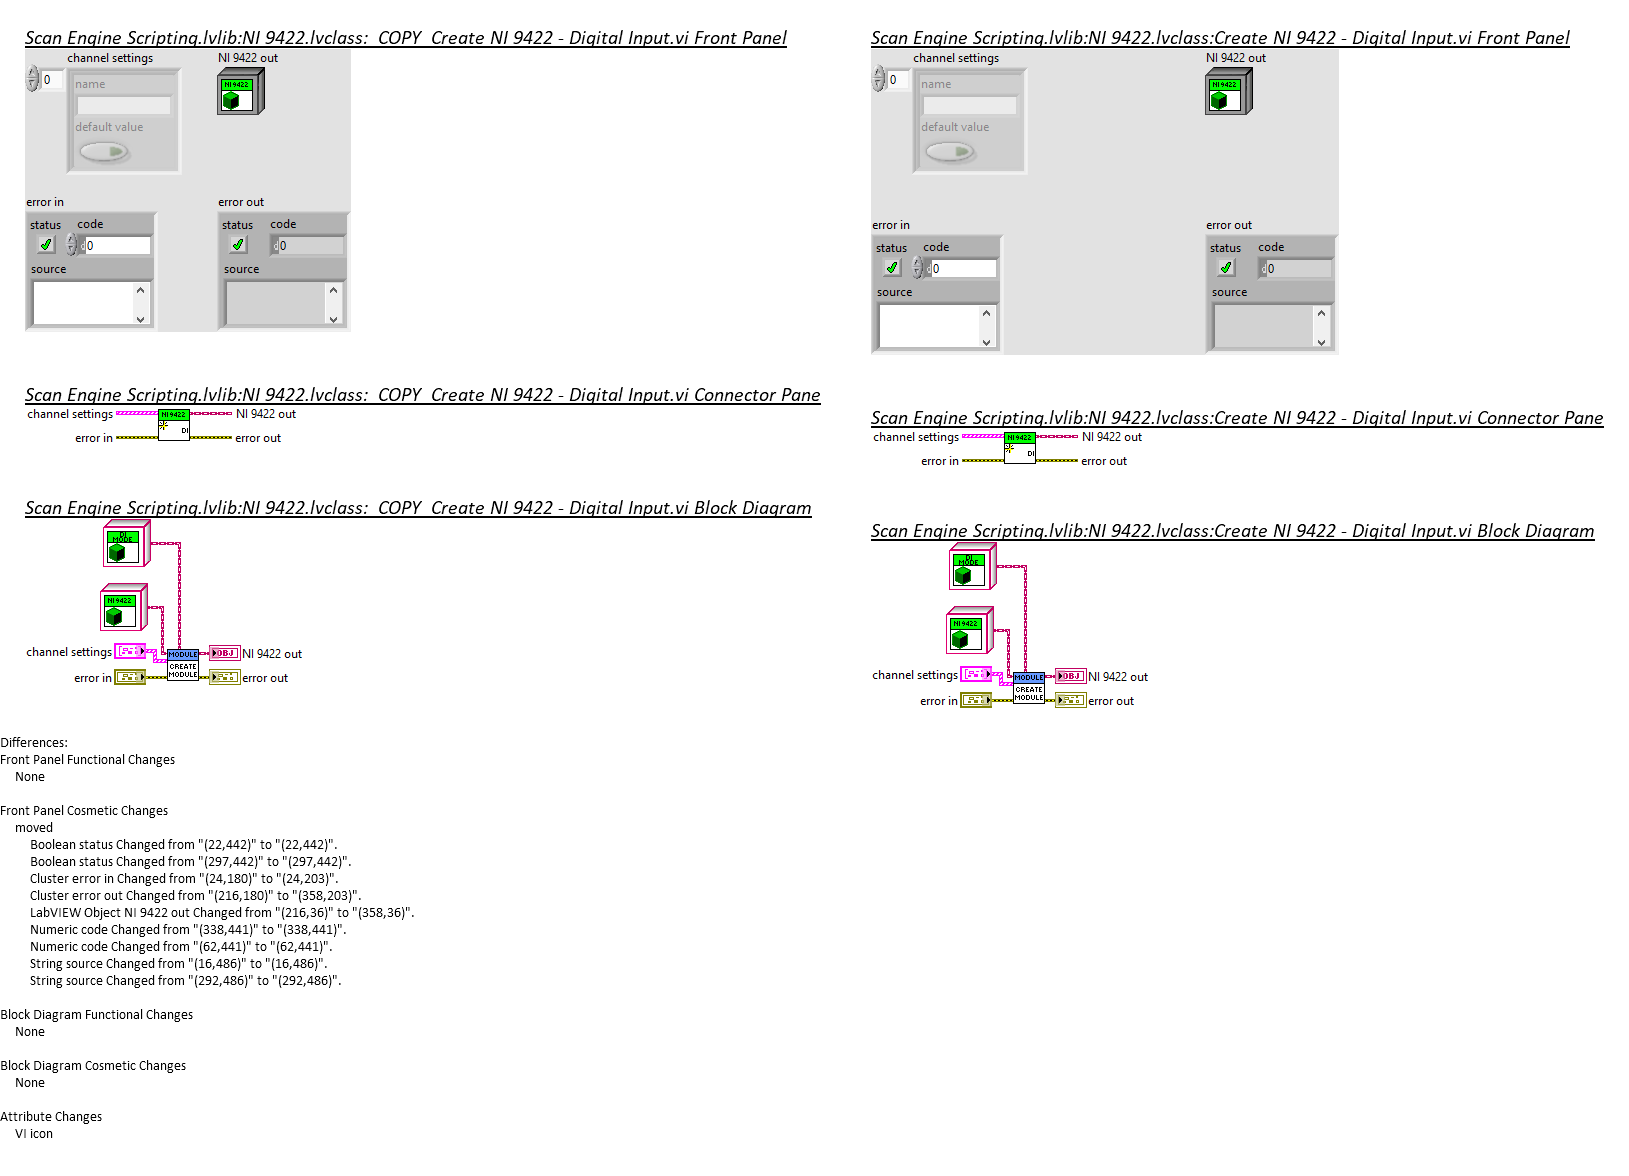 Scan Engine Scripting.lvlib:NI 9422.lvclass:_COPY_Create NI 9422 - Digital Input.vi Front Panel
channel settings
NI 9422 out
0
name
NI 9422
default value
error in
error out
status code
status code
0
0
source
source
Scan Engine Scripting.lvlib:NI 9422.lvclass:_COPY_Create NI 9422 - Digital Input.vi Connector Pane
channel settings NI 9422 NI 9422 out
DI
error in error out
Scan Engine Scripting.lvlib:NI 9422.lvclass:_COPY_Create NI 9422 - Digital Input.vi Block Diagram
DI
MODE
NI 9422
channel settings MODULE OBJ NI 9422 out
CREATE
MODULE
error in error out
Differences:
Front Panel Functional Changes
None
Front Panel Cosmetic Changes
moved
Boolean status Changed from "(22,442)" to "(22,442)".
Boolean status Changed from "(297,442)" to "(297,442)".
Cluster error in Changed from "(24,180)" to "(24,203)".
Cluster error out Changed from "(216,180)" to "(358,203)".
LabVIEW Object NI 9422 out Changed from "(216,36)" to "(358,36)".
Numeric code Changed from "(338,441)" to "(338,441)".
Numeric code Changed from "(62,441)" to "(62,441)".
String source Changed from "(16,486)" to "(16,486)".
String source Changed from "(292,486)" to "(292,486)".
Block Diagram Functional Changes
None
Block Diagram Cosmetic Changes
None
Attribute Changes
VI icon
Scan Engine Scripting.lvlib:NI 9422.lvclass:Create NI 9422 - Digital Input.vi Front Panel
channel settings
NI 9422 out
0
name
NI 9422
default value
error in
error out
status code
status code
0
0
source
source
Scan Engine Scripting.lvlib:NI 9422.lvclass:Create NI 9422 - Digital Input.vi Connector Pane
channel settings NI 9422 NI 9422 out
DI
error in error out
Scan Engine Scripting.lvlib:NI 9422.lvclass:Create NI 9422 - Digital Input.vi Block Diagram
DI
MODE
NI 9422
channel settings MODULE OBJ NI 9422 out
CREATE
MODULE
error in error out